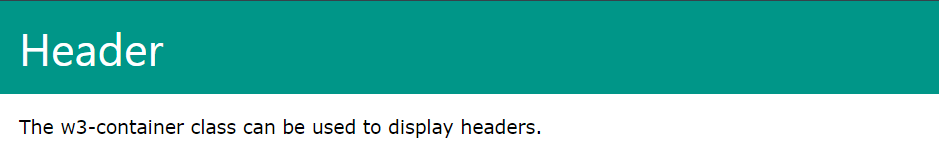 Header
The w3-container class can be used to display headers.